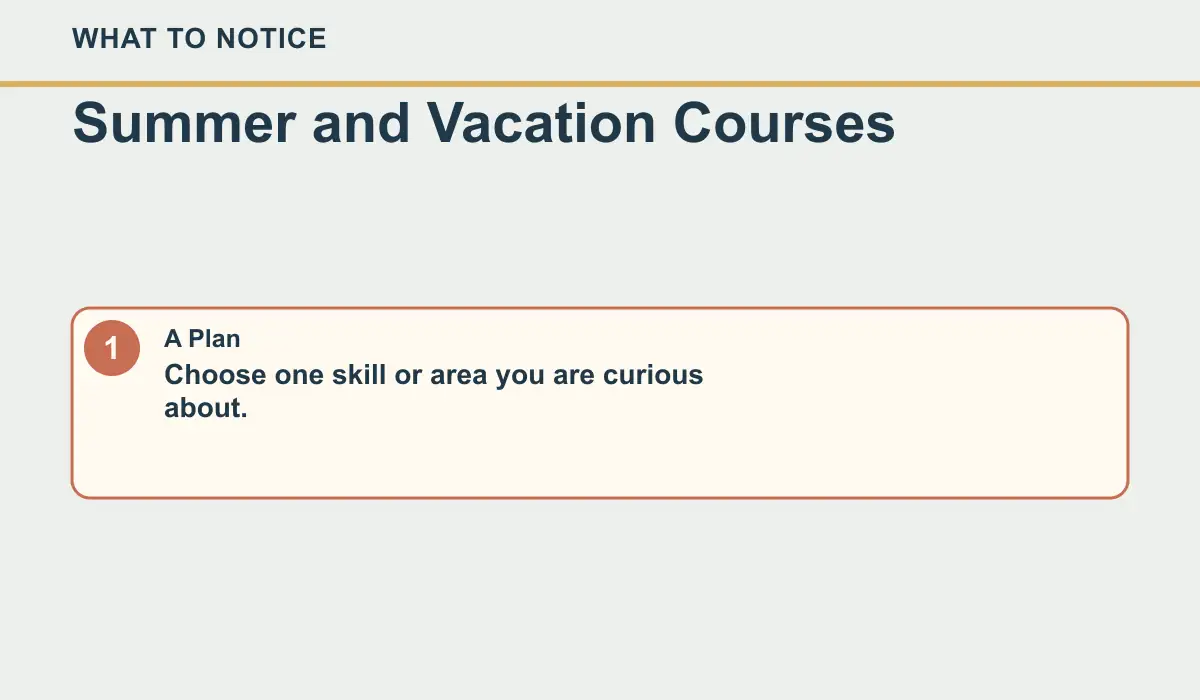 WHAT TO NOTICE
Summer and Vacation Courses
1
A Plan
Choose one skill or area you are curious
about.